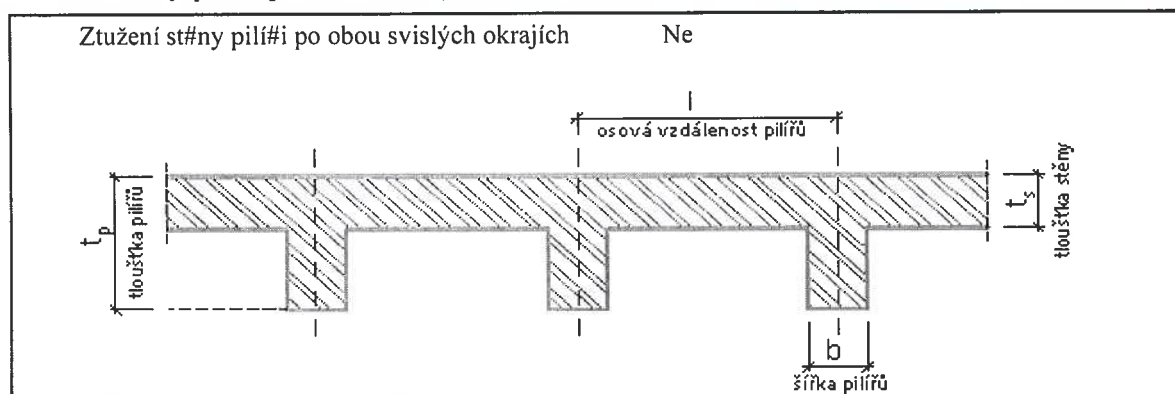 Ztužení st#ny pilí#i po obou svislých okrajích Ne
l
osová vzdálenost pilířů
t_p
tloušťka pilířů
t_s
tloušťka stěny
b
šířka pilířů